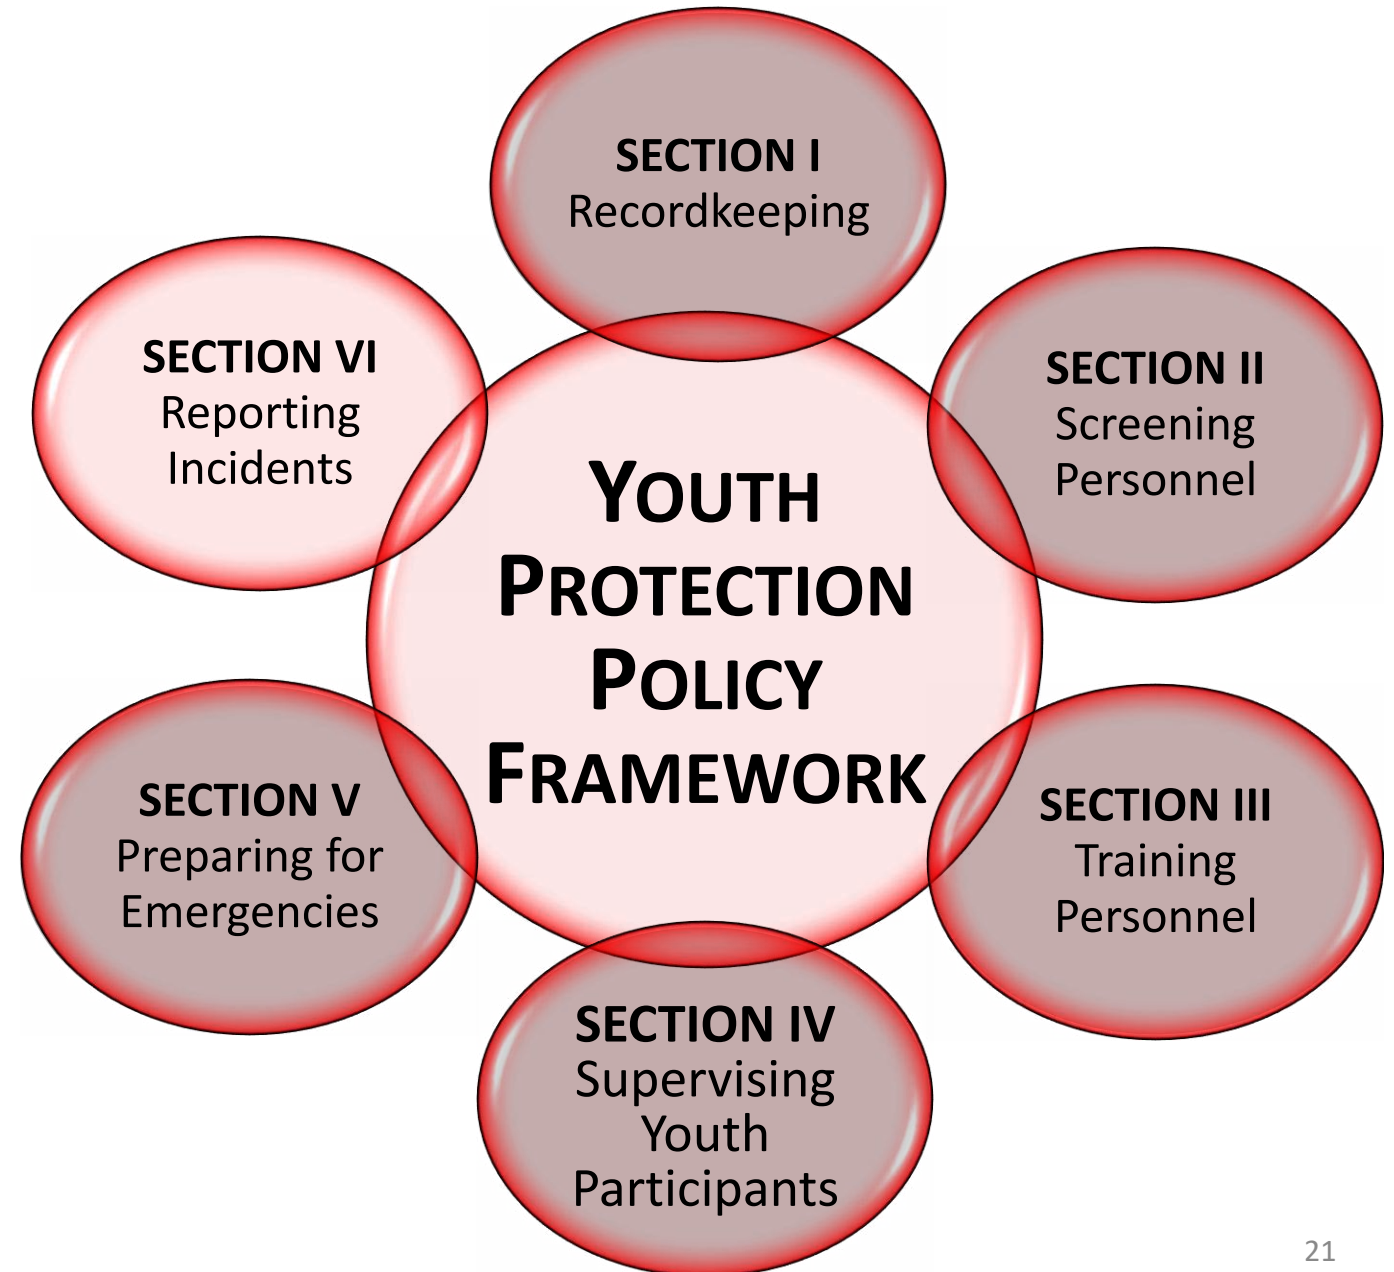 SECTION I
Recordkeeping
SECTION II
Screening
Personnel
SECTION III
Training
Personnel
SECTION IV
Supervising
Youth
Participants
SECTION V
Preparing for
Emergencies
SECTION VI
Reporting
Incidents
YOUTH
PROTECTION
POLICY
FRAMEWORK
21